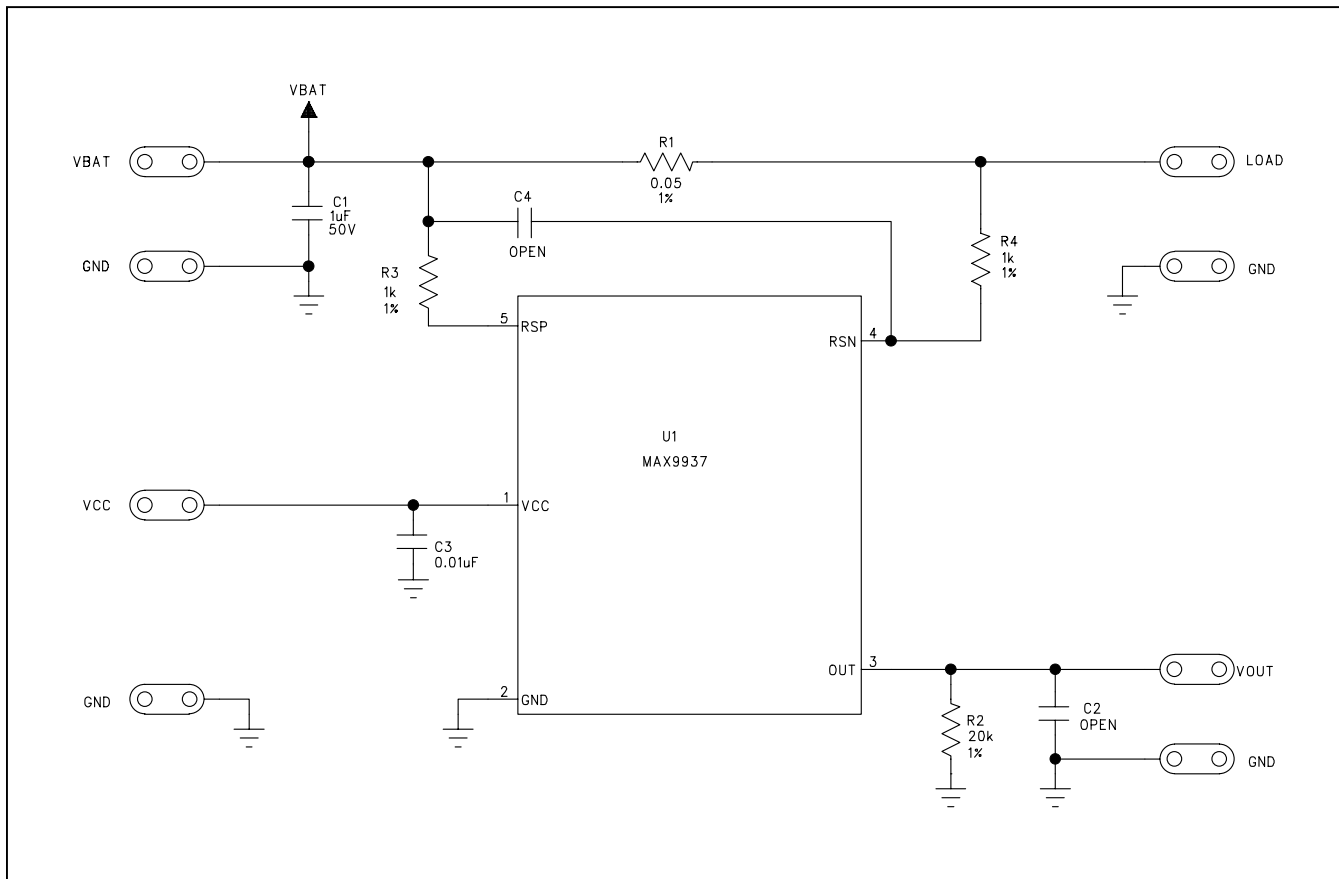 VBAT
VBAT
R1
0.05
1%
LOAD
C1
1uF
50V
C4
OPEN
R4
1k
1%
GND
R3
1k
1%
GND
5
RSP
RSN
4
U1
MAX9937
VCC
1
VCC
C3
0.01uF
OUT
3
VOUT
GND
2
GND
R2
20k
1%
C2
OPEN
GND